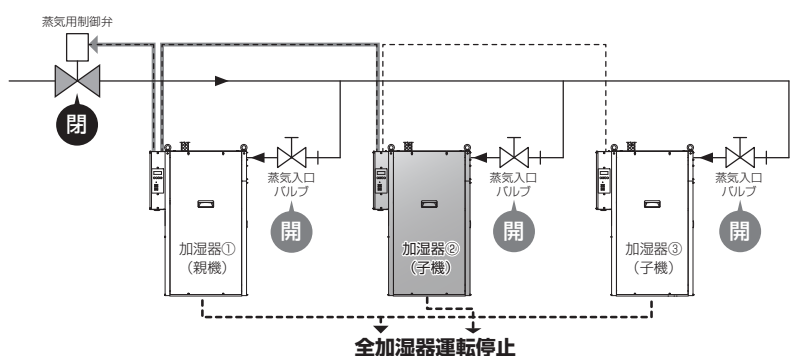 蒸気用制御弁
閉
蒸気入口
バルブ
開
蒸気入口
バルブ
開
蒸気入口
バルブ
開
加湿器①
（親機）
加湿器②
（子機）
加湿器③
（子機）
全加湿器運転停止